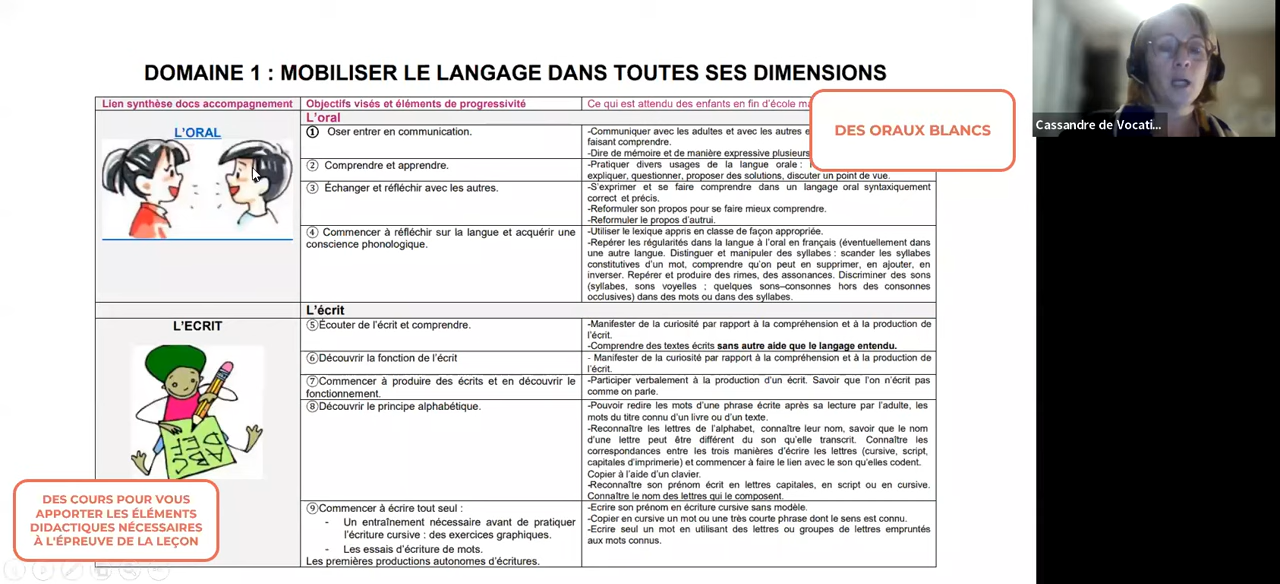 DOMAINE 1 : MOBILISER LE LANGAGE DANS TOUTES SES DIMENSIONS
Lien synthèse docs accompagnement
Objectifs visés et éléments de progressivité
Ce qui est attendu des enfants en fin d'école
L'oral
L'ORAL
① Oser entrer en communication.
-Communiquer avec les adultes et avec les autres
faisant comprendre.
-Dire de mémoire et de manière expressive plusieurs
② Comprendre et apprendre.
-Pratiquer divers usages de la langue orale :
expliquer, questionner, proposer des solutions, discuter un point de vue.
③ Échanger et réfléchir avec les autres.
-S'exprimer et se faire comprendre dans un langage oral syntaxiquement
correct et précis.
-Reformuler son propos pour se faire mieux comprendre.
-Reformuler le propos d'autrui.
④ Commencer à réfléchir sur la langue et acquérir une
conscience phonologique.
-Utiliser le lexique appris en classe de façon appropriée.
-Repérer les régularités dans la langue à l'oral en français (éventuellement dans
une autre langue. Distinguer et manipuler des syllabes : scander les syllabes
constitutives d'un mot, comprendre qu'on peut en supprimer, en ajouter, en
inverser. Repérer et produire des rimes, des assonances. Discriminer des sons
(syllabes, sons voyelles ; quelques sons–consonnes hors des consonnes
occlusives) dans des mots ou dans des syllabes.
L'écrit
L'ECRIT
⑤Écouter de l'écrit et comprendre.
-Manifester de la curiosité par rapport à la compréhension et à la production de
l'écrit.
-Comprendre des textes écrits sans autre aide que le langage entendu.
⑥Découvrir la fonction de l'écrit
- Manifester de la curiosité par rapport à la compréhension et à la production de
l'écrit.
⑦Commencer à produire des écrits et en découvrir le
fonctionnement.
-Participer verbalement à la production d'un écrit. Savoir que l'on n'écrit pas
comme on parle.
⑧Découvrir le principe alphabétique.
-Pouvoir redire les mots d'une phrase écrite après sa lecture par l'adulte, les
mots du titre connu d'un livre ou d'un texte.
-Reconnaître les lettres de l'alphabet, connaître leur nom, savoir que le nom
d'une lettre peut être différent du son qu'elle transcrit. Connaître les
correspondances entre les trois manières d'écrire les lettres (cursive, script,
capitales d'imprimerie) et commencer à faire le lien avec le son qu'elles codent.
Copier à l'aide d'un clavier.
-Reconnaître son prénom écrit en lettres capitales, en script ou en cursive.
Connaître le nom des lettres qui le composent.
⑨Commencer à écrire tout seul :
- Un entraînement nécessaire avant de pratiquer
l'écriture cursive : des exercices graphiques.
- Les essais d'écriture de mots.
Les premières productions autonomes d'écritures.
-Ecrire son prénom en écriture cursive sans modèle.
-Copier en cursive un mot ou une très courte phrase dont le sens est connu.
-Ecrire seul un mot en utilisant des lettres ou groupes de lettres empruntés
aux mots connus.
DES ORAUX BLANCS
Cassandre de Vocati...
DES COURS POUR VOUS
APPORTER LES ÉLÉMENTS
DIDACTIQUES NÉCESSAIRES
À L'ÉPREUVE DE LA LEÇON